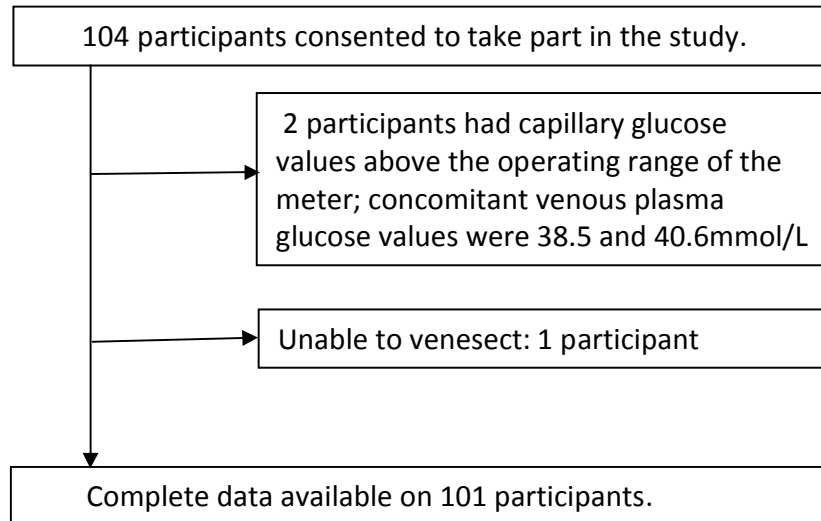 104 participants consented to take part in the study.
2 participants had capillary glucose
values above the operating range of the
meter; concomitant venous plasma
glucose values were 38.5 and 40.6mmol/L
Unable to venesect: 1 participant
Complete data available on 101 participants.